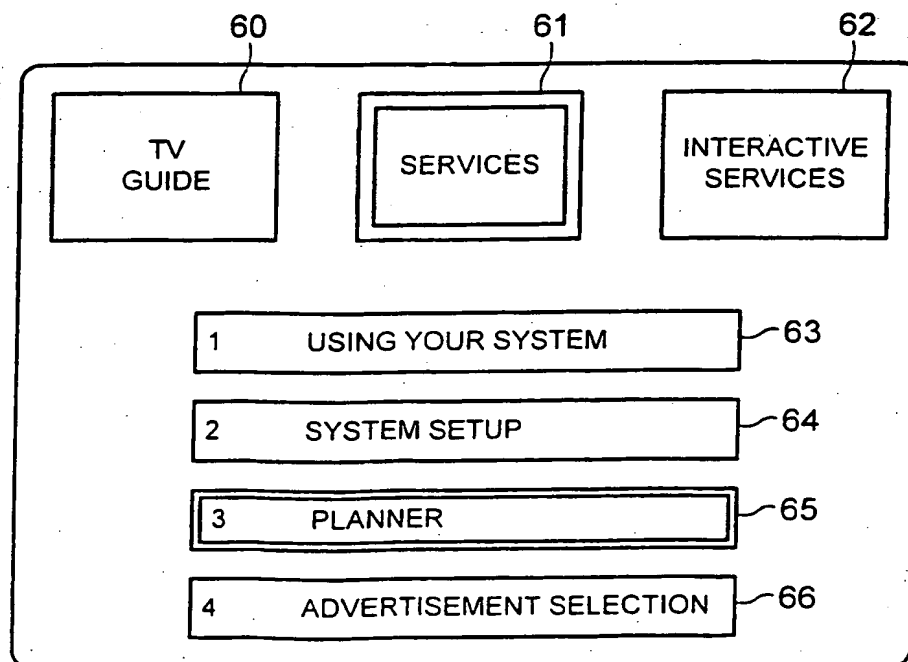 60
61
62
TV
GUIDE
SERVICES
INTERACTIVE
SERVICES
1 USING YOUR SYSTEM 63
2 SYSTEM SETUP 64
3 PLANNER 65
4 ADVERTISEMENT SELECTION 66